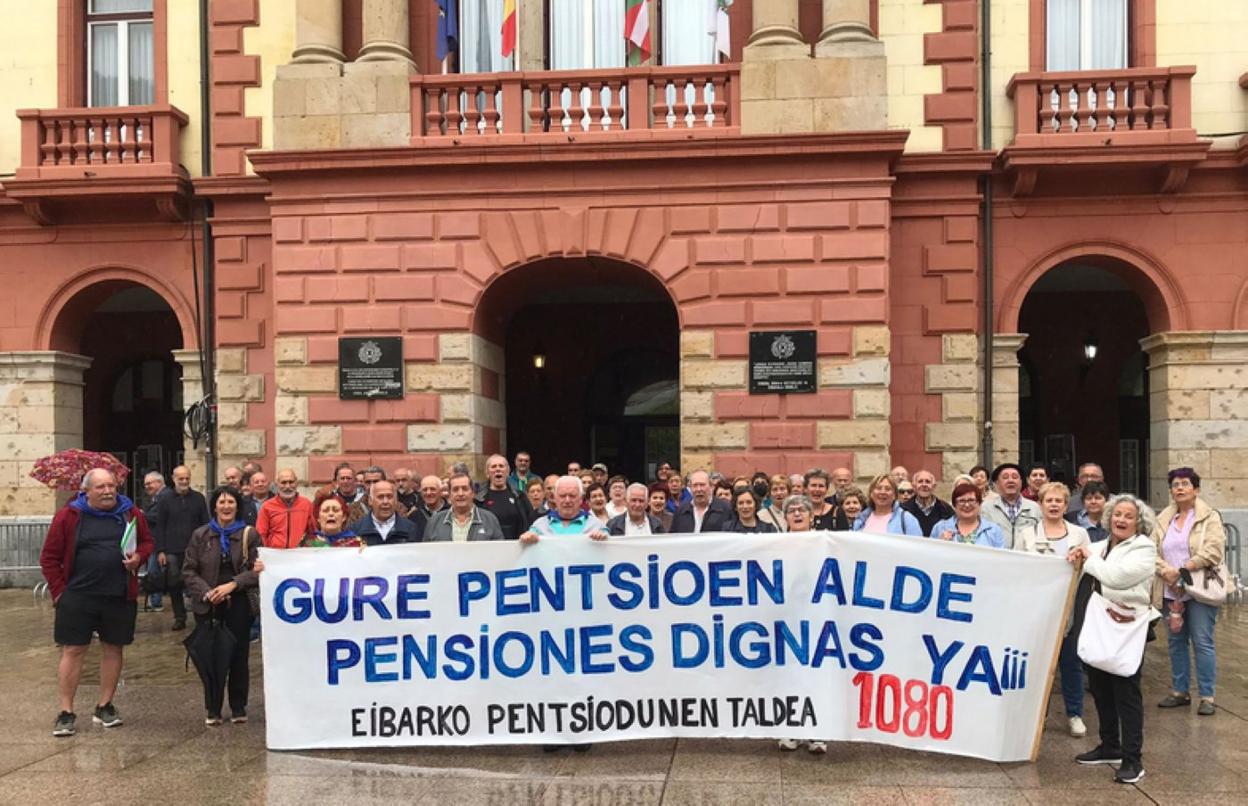 GURE PENTSiOEN ALDE
PENSiONES DiGNAS YA¡¡¡
EiBARKO PENTSiODUNEN TALDEA 1080